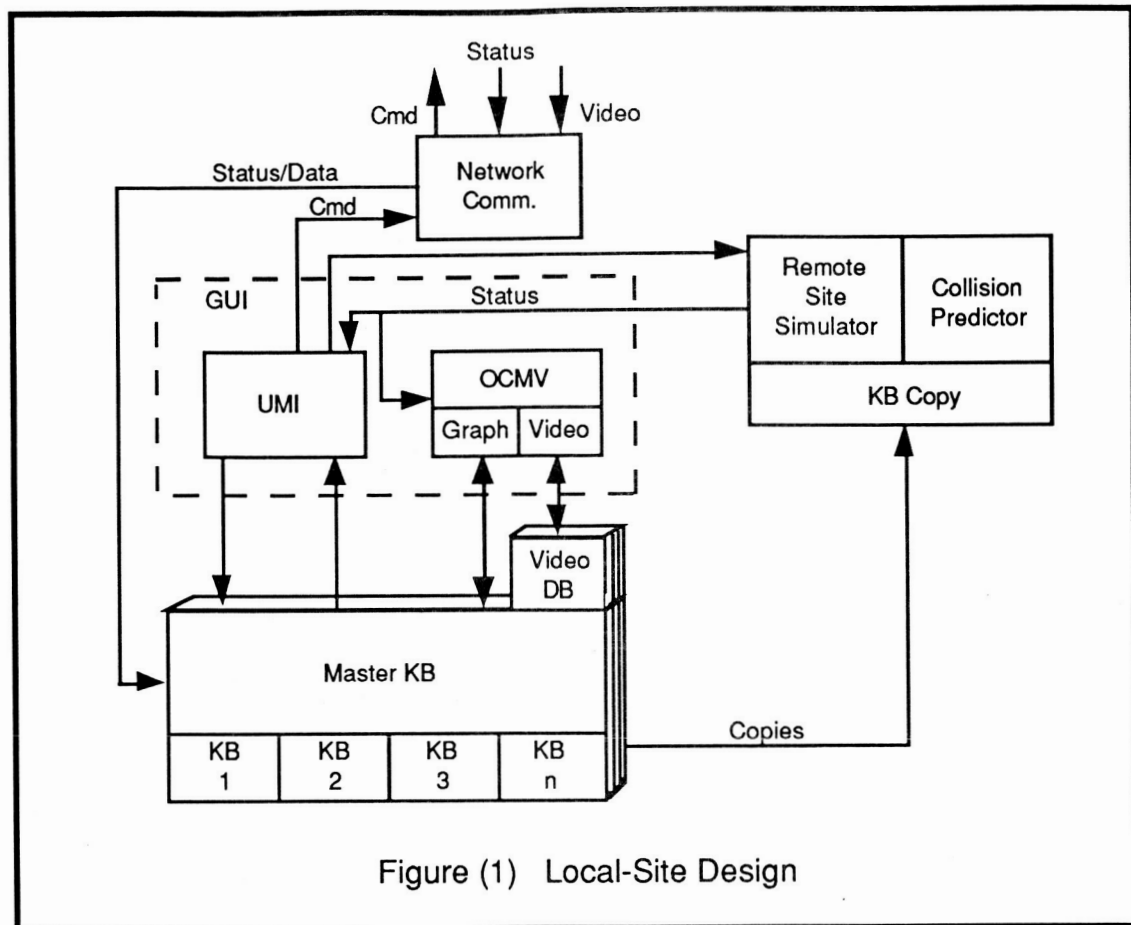 Status
Cmd
Video
Status/Data
Network
Comm.
Cmd
GUI
Status
Remote
Site
Simulator
Collision
Predictor
UMI
OCMV
Graph
Video
KB Copy
Video
DB
Master KB
Copies
KB
1
KB
2
KB
3
KB
n
Figure (1) Local-Site Design